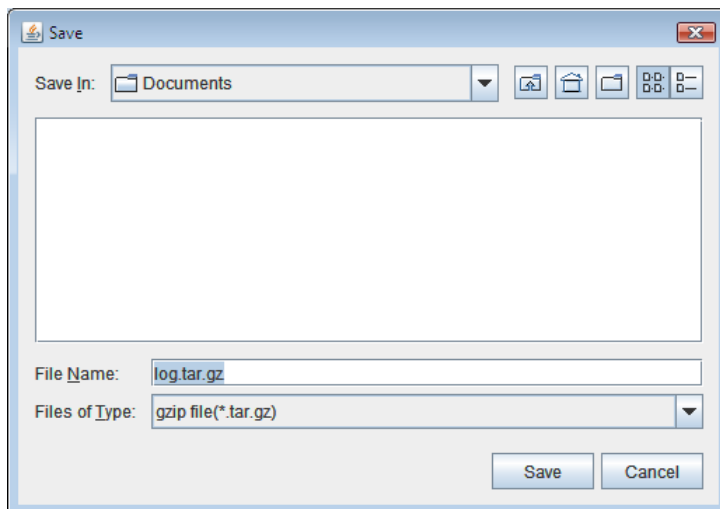 Save
Save In: Documents
File Name: log.tar.gz
Files of Type: gzip file(*.tar.gz)
Save Cancel